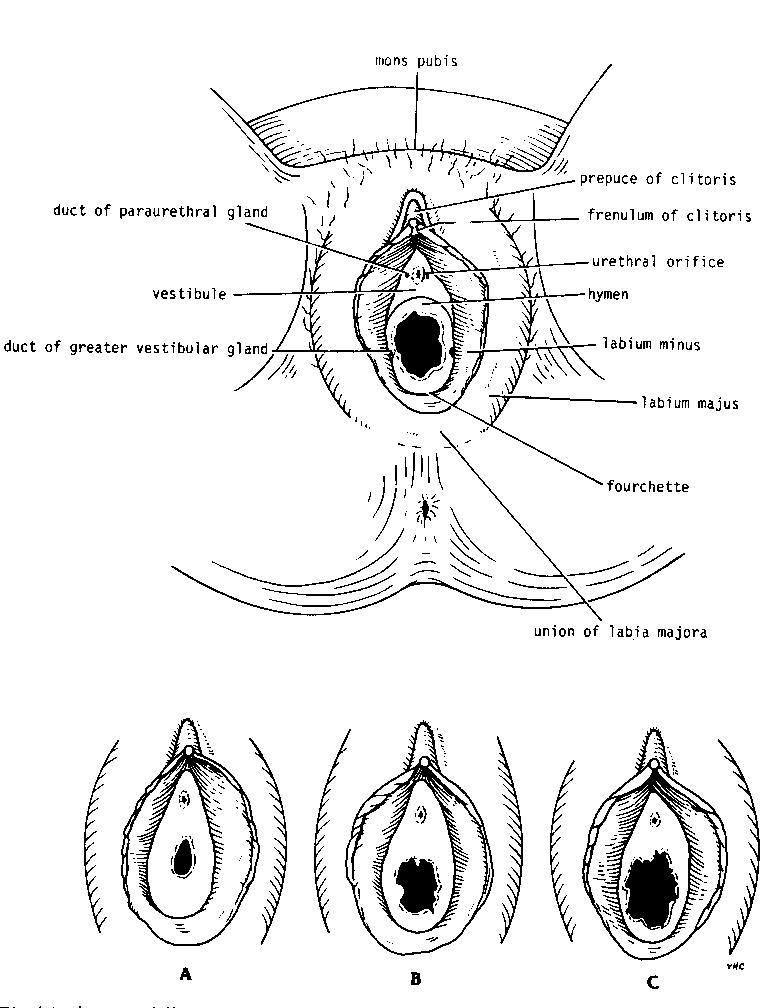 mons pubis
prepuce of clitoris
duct of paraurethral gland
frenulum of clitoris
urethral orifice
vestibule
hymen
duct of greater vestibular gland
labium minus
labium majus
fourchette
union of labia majora
A
B
C
VHC